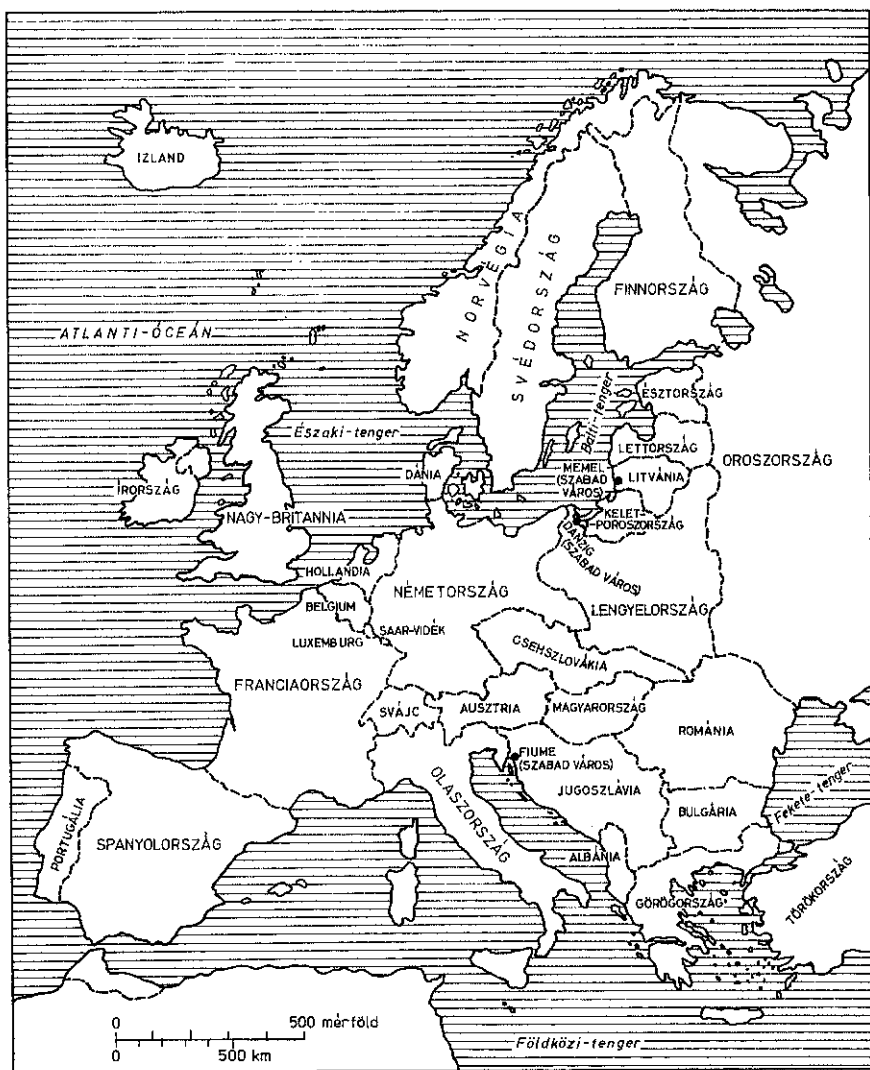 IZLAND
NORVÉGIA
SVÉDORSZÁG
FINNORSZÁG
ATLANTI-ÓCEÁN
Északi-tenger
Balti-tenger
ÉSZTORSZÁG
LETTORSZÁG
OROSZORSZÁG
DÁNIA
MEMEL
(SZABAD
VÁROS)
LITVÁNIA
ÍRORSZÁG
NAGY-BRITANNIA
KELET-
POROSZORSZÁG
DANZIG
(SZABAD VÁROS)
HOLLANDIA
NÉMETORSZÁG
LENGYELORSZÁG
BELGIUM
SAAR-VIDÉK
LUXEMBURG
CSEHSZLOVÁKIA
FRANCIAORSZÁG
SVÁJC
AUSZTRIA
MAGYARORSZÁG
ROMÁNIA
FIUME
(SZABAD VÁROS)
OLASZORSZÁG
JUGOSZLÁVIA
BULGÁRIA
Fekete-tenger
PORTUGÁLIA
SPANYOLORSZÁG
ALBÁNIA
GÖRÖGORSZÁG
TÖRÖKORSZÁG
0 500 mérföld
0 500 km
Földközi-tenger